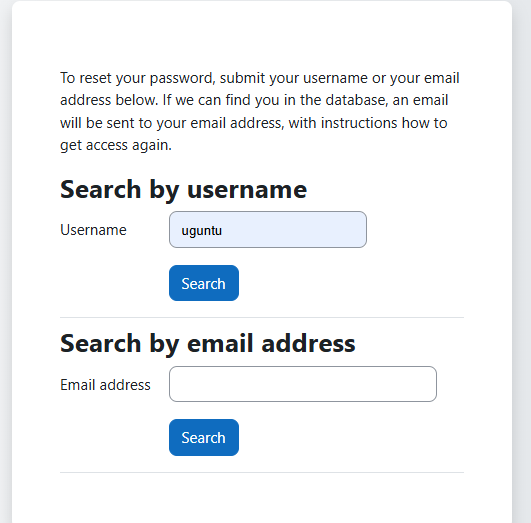 To reset your password, submit your username or your email
address below. If we can find you in the database, an email
will be sent to your email address, with instructions how to
get access again.
Search by username
Username
uguntu
Search
Search by email address
Email address
Search